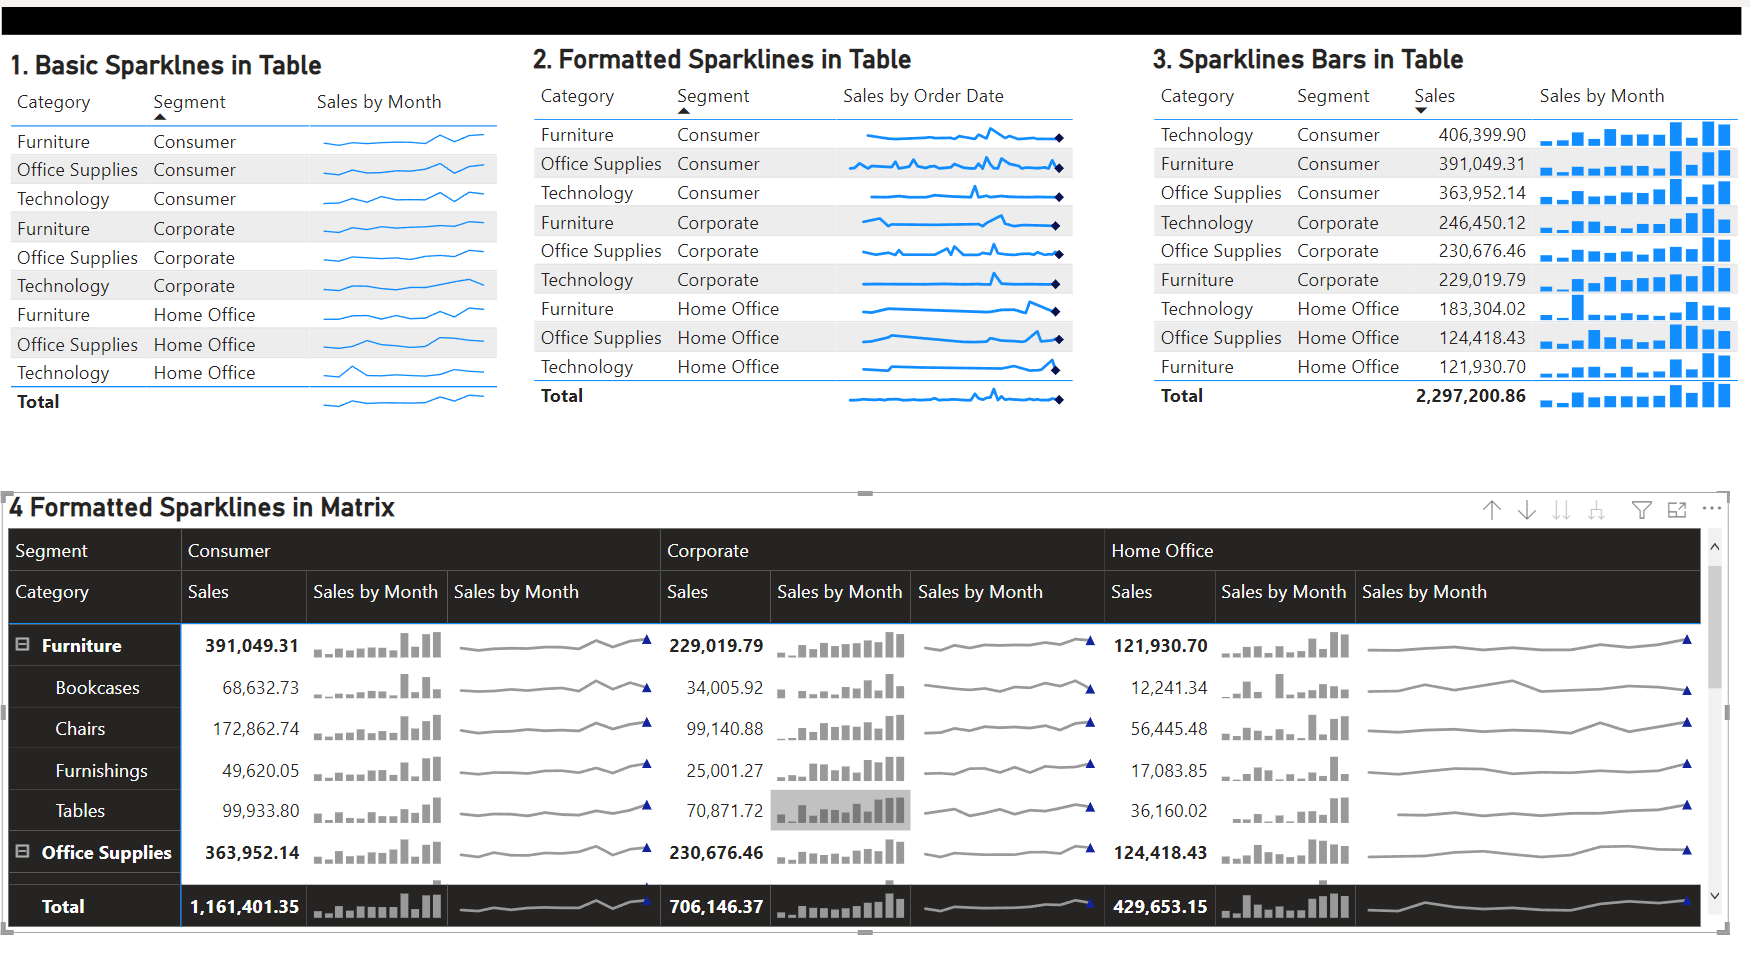 1. Basic Sparklnes in Table
Category Segment Sales by Month
Furniture Consumer
Office Supplies Consumer
Technology Consumer
Furniture Corporate
Office Supplies Corporate
Technology Corporate
Furniture Home Office
Office Supplies Home Office
Technology Home Office
Total
2. Formatted Sparklines in Table
Category Segment Sales by Order Date
Furniture Consumer
Office Supplies Consumer
Technology Consumer
Furniture Corporate
Office Supplies Corporate
Technology Corporate
Furniture Home Office
Office Supplies Home Office
Technology Home Office
Total
3. Sparklines Bars in Table
Category Segment Sales Sales by Month
Technology Consumer 406,399.90
Furniture Consumer 391,049.31
Office Supplies Consumer 363,952.14
Technology Corporate 246,450.12
Office Supplies Corporate 230,676.46
Furniture Corporate 229,019.79
Technology Home Office 183,304.02
Office Supplies Home Office 124,418.43
Furniture Home Office 121,930.70
Total 2,297,200.86
4 Formatted Sparklines in Matrix
Segment Consumer Corporate Home Office
Category Sales Sales by Month Sales by Month Sales Sales by Month Sales by Month Sales Sales by Month Sales by Month
Furniture 391,049.31 229,019.79 121,930.70
Bookcases 68,632.73 34,005.92 12,241.34
Chairs 172,862.74 99,140.88 56,445.48
Furnishings 49,620.05 25,001.27 17,083.85
Tables 99,933.80 70,871.72 36,160.02
Office Supplies 363,952.14 230,676.46 124,418.43
Total 1,161,401.35 706,146.37 429,653.15